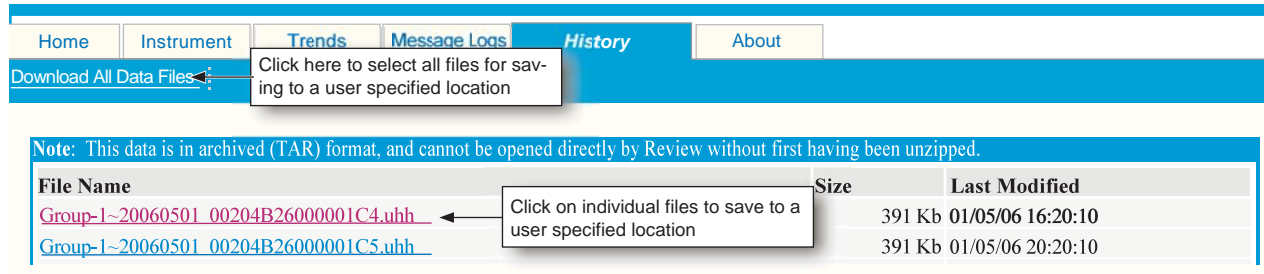 Home Instrument Trends Message Logs History About
Download All Data Files
Click here to select all files for sav-
ing to a user specified location
Note: This data is in archived (TAR) format, and cannot be opened directly by Review without first having been unzipped.
File Name Size Last Modified
Group-1~20060501_00204B26000001C4.uhh 391 Kb 01/05/06 16:20:10
Click on individual files to save to a
user specified location
Group-1~20060501_00204B26000001C5.uhh 391 Kb 01/05/06 20:20:10